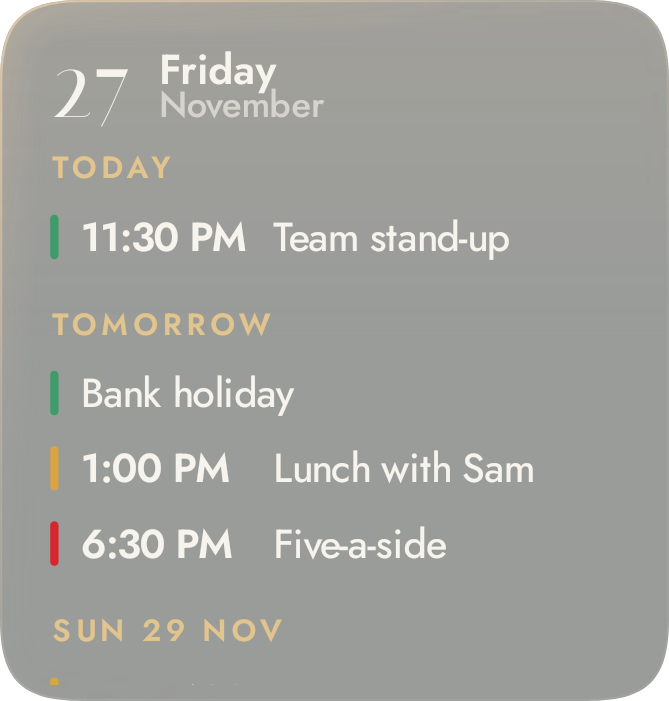 27 Friday
November
TODAY
11:30 PM Team stand-up
TOMORROW
Bank holiday
1:00 PM Lunch with Sam
6:30 PM Five-a-side
SUN 29 NOV